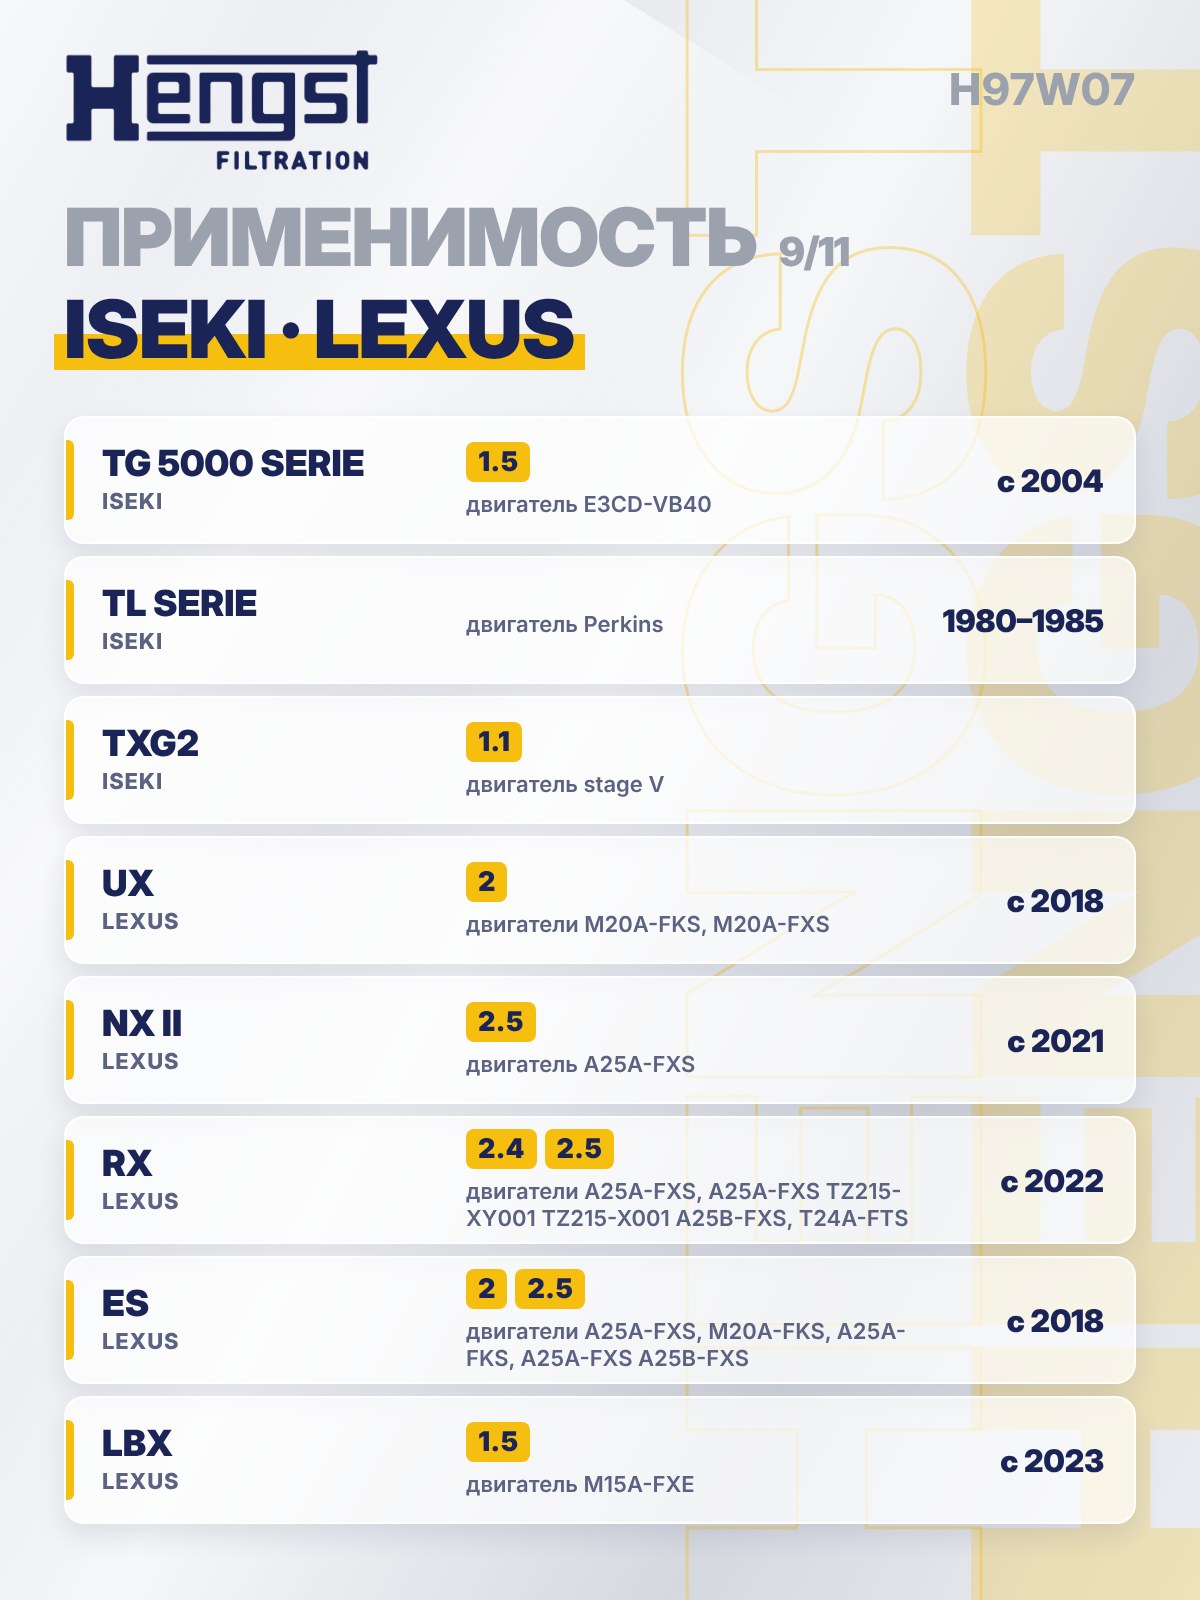 Hengst
FILTRATION
H97W07
ПРИМЕНИМОСТЬ 9/11
ISEKI · LEXUS
TG 5000 SERIE
ISEKI
1.5
двигатель E3CD-VB40
с 2004
TL SERIE
ISEKI
двигатель Perkins
1980–1985
TXG2
ISEKI
1.1
двигатель stage V
UX
LEXUS
2
двигатели M20A-FKS, M20A-FXS
с 2018
NX II
LEXUS
2.5
двигатель A25A-FXS
с 2021
RX
LEXUS
2.4 2.5
двигатели A25A-FXS, A25A-FXS TZ215-
XY001 TZ215-X001 A25B-FXS, T24A-FTS
с 2022
ES
LEXUS
2 2.5
двигатели A25A-FXS, M20A-FKS, A25A-
FKS, A25A-FXS A25B-FXS
с 2018
LBX
LEXUS
1.5
двигатель M15A-FXE
с 2023
HENGST
HENGST